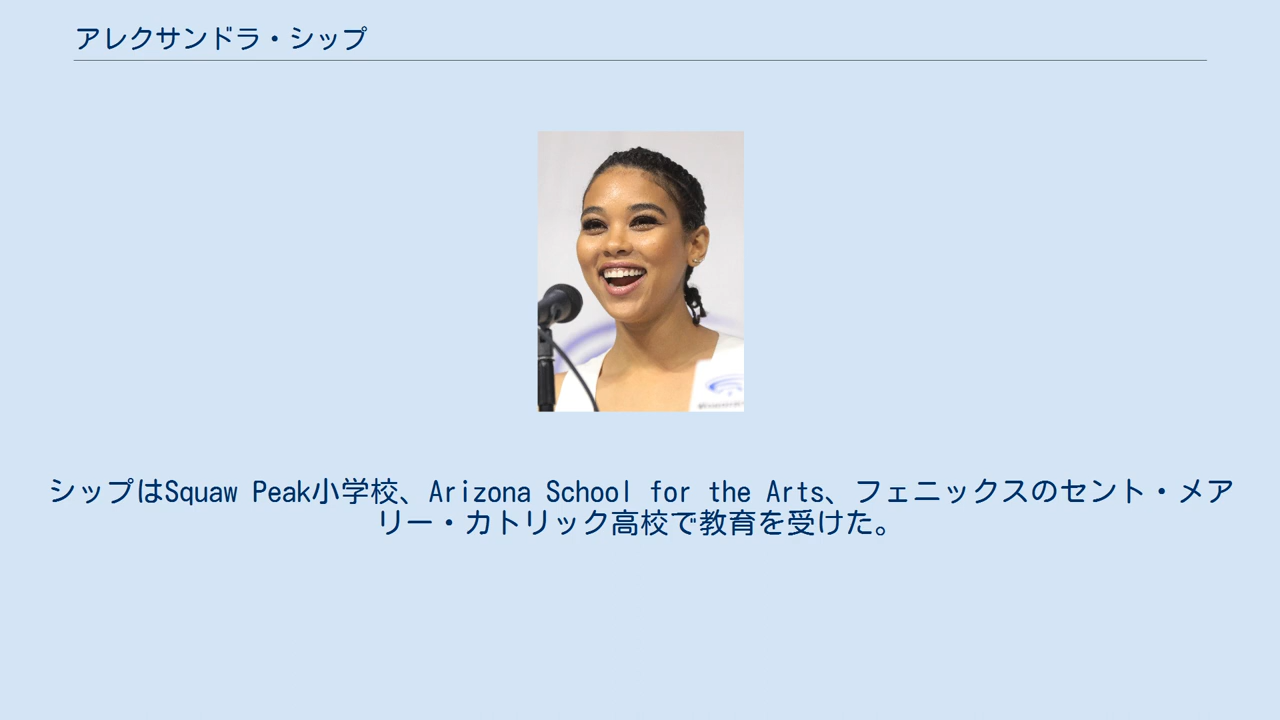 アレクサンドラ・シップ
シップはSquaw Peak小学校、Arizona School for the Arts、フェニックスのセント・メア
リー・カトリック高校で教育を受けた。